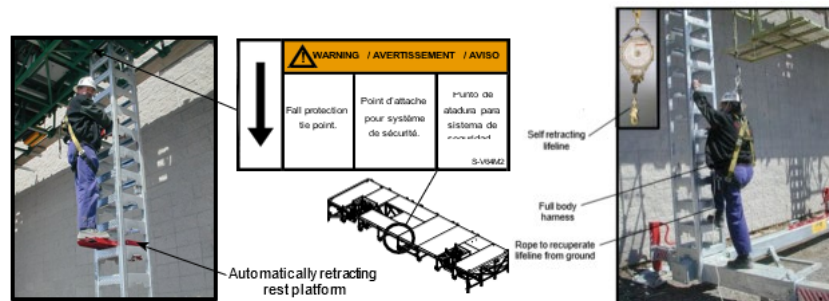 WARNING / AVERTISSEMENT / AVISO
Fall protection
tie point.
Point d'attache
pour système
de sécurité.
Punto de
atadura para
sistema de
S-V64M2
Automatically retracting
rest platform
Self retracting
lifeline
Full body
harness
Rope to recuperate
lifeline from ground